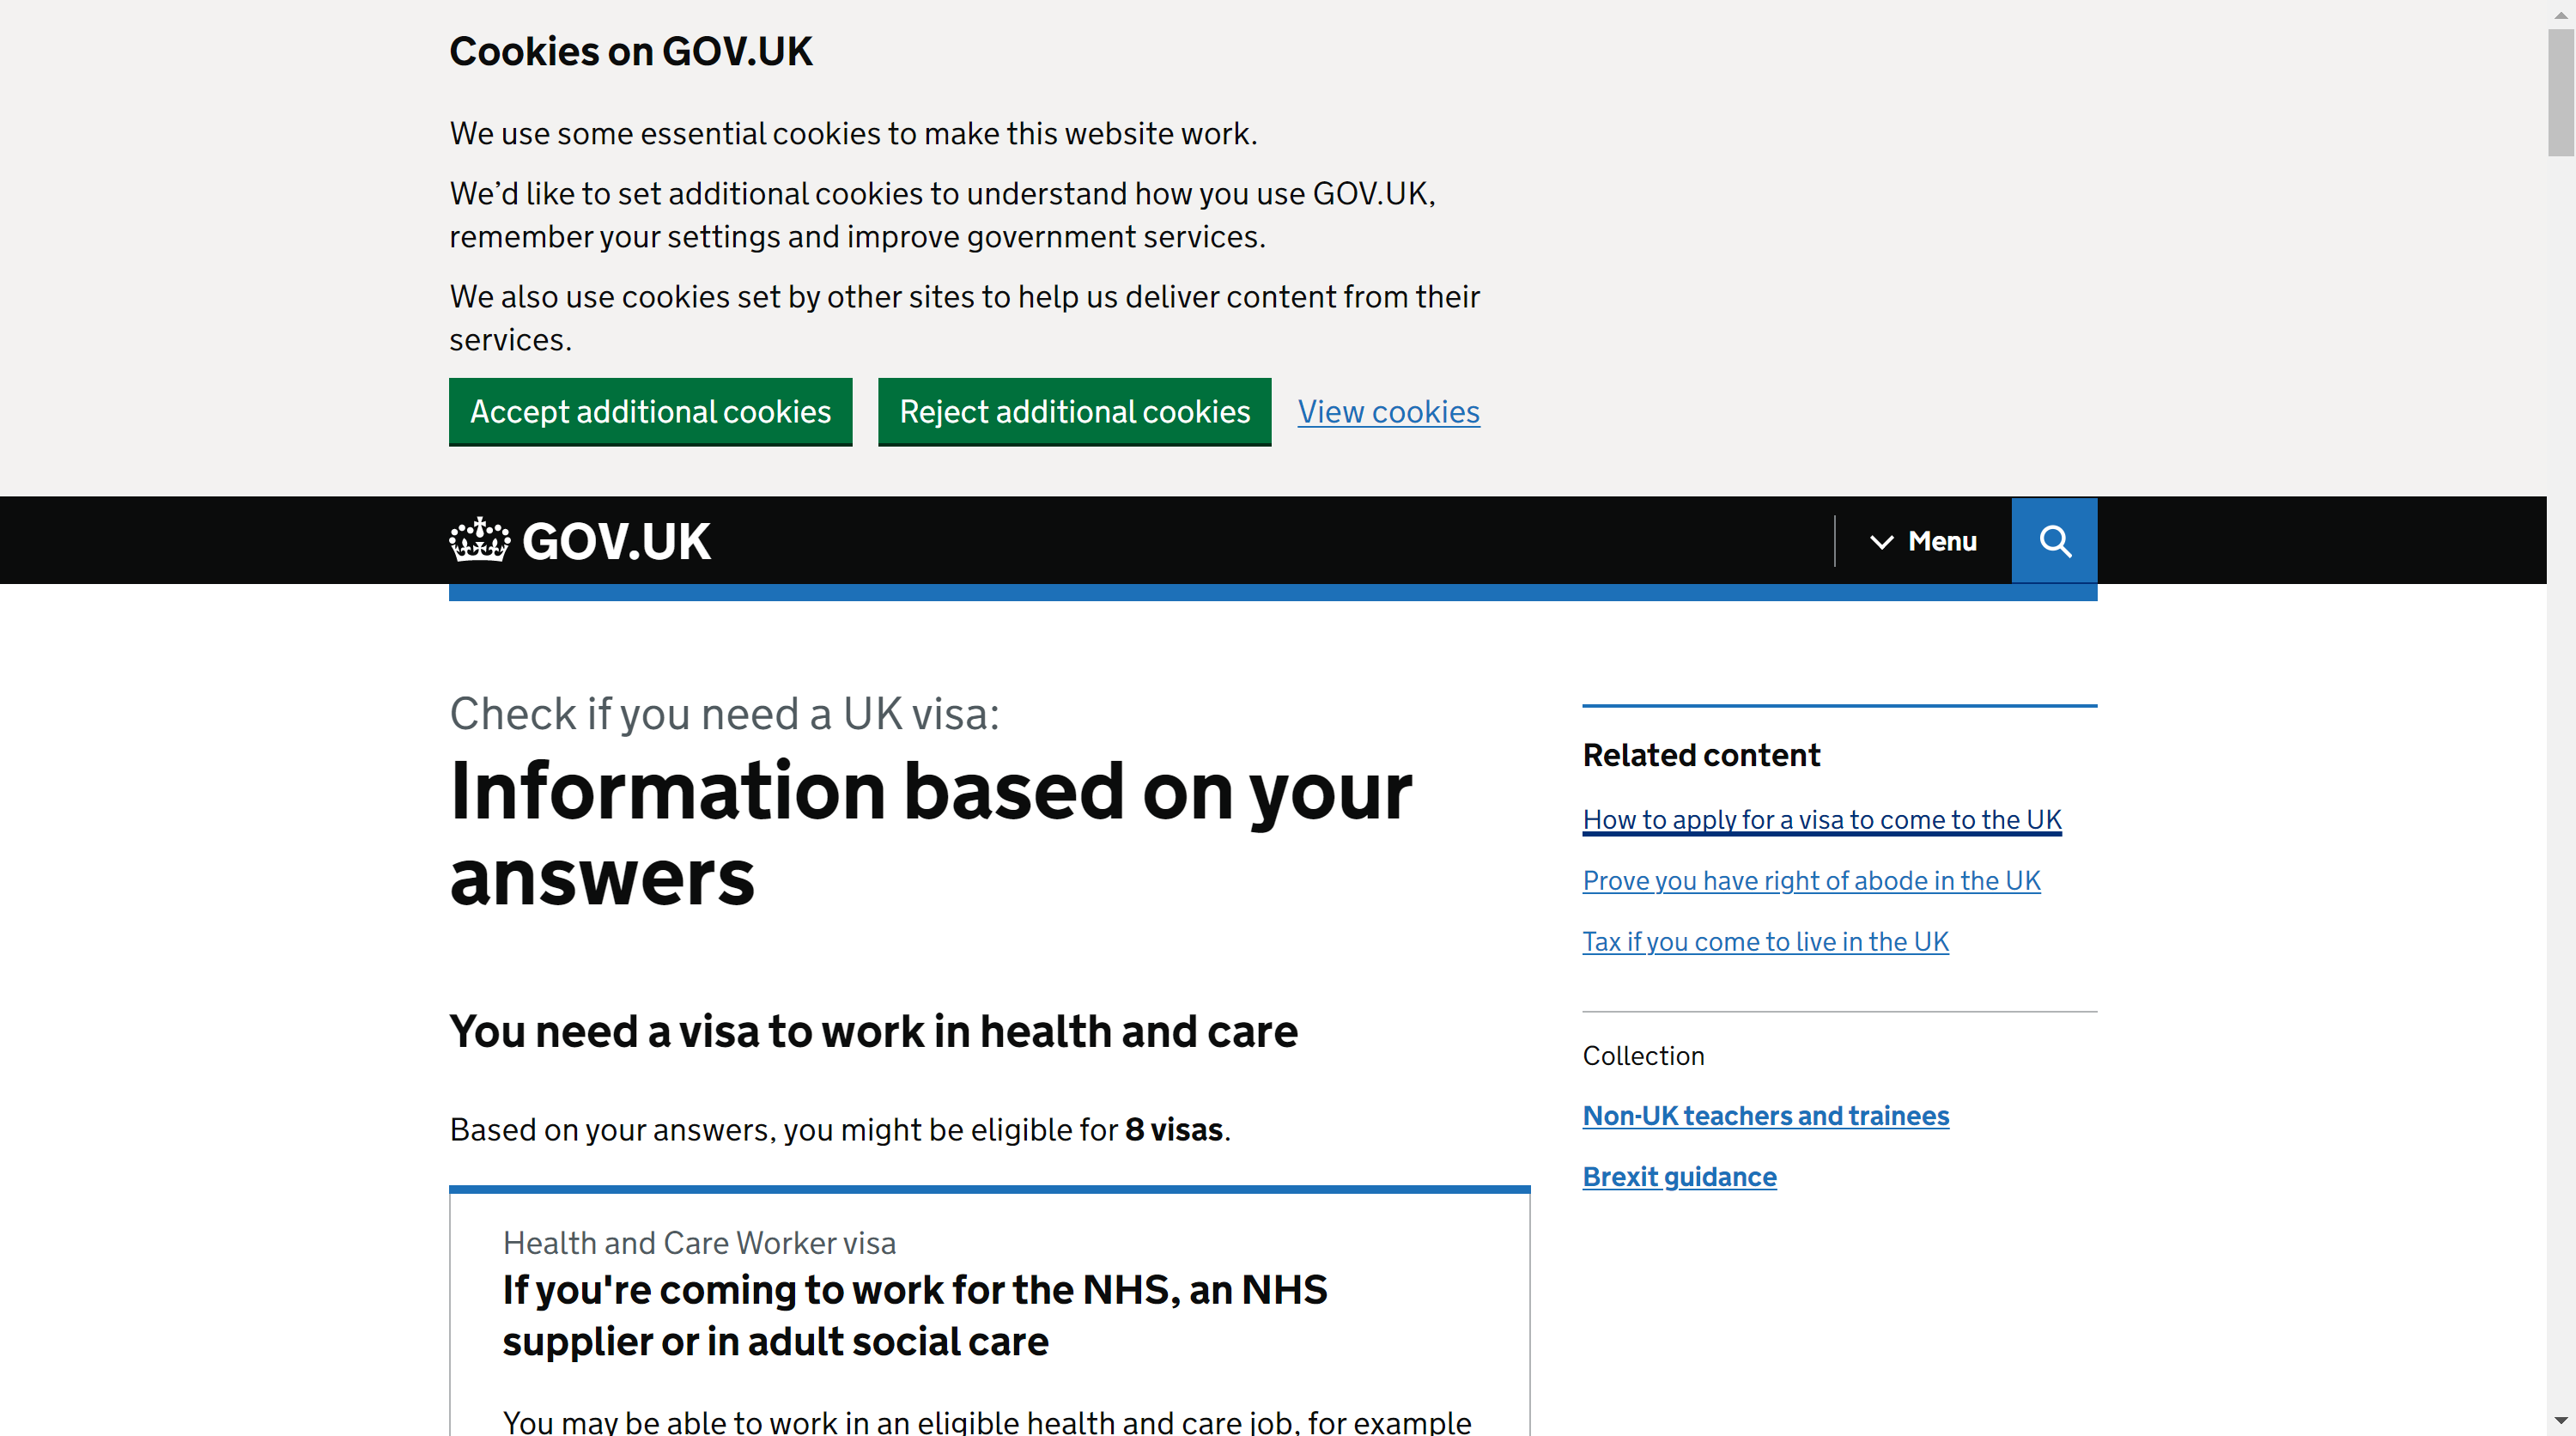 Cookies on GOV.UK
We use some essential cookies to make this website work.
We’d like to set additional cookies to understand how you use GOV.UK,
remember your settings and improve government services.
We also use cookies set by other sites to help us deliver content from their
services.
Accept additional cookies
Reject additional cookies
View cookies
GOV.UK
Menu
Check if you need a UK visa:
Information based on your
answers
You need a visa to work in health and care
Based on your answers, you might be eligible for 8 visas.
Health and Care Worker visa
If you're coming to work for the NHS, an NHS
supplier or in adult social care
You may be able to work in an eligible health and care job, for example
Related content
How to apply for a visa to come to the UK
Prove you have right of abode in the UK
Tax if you come to live in the UK
Collection
Non-UK teachers and trainees
Brexit guidance